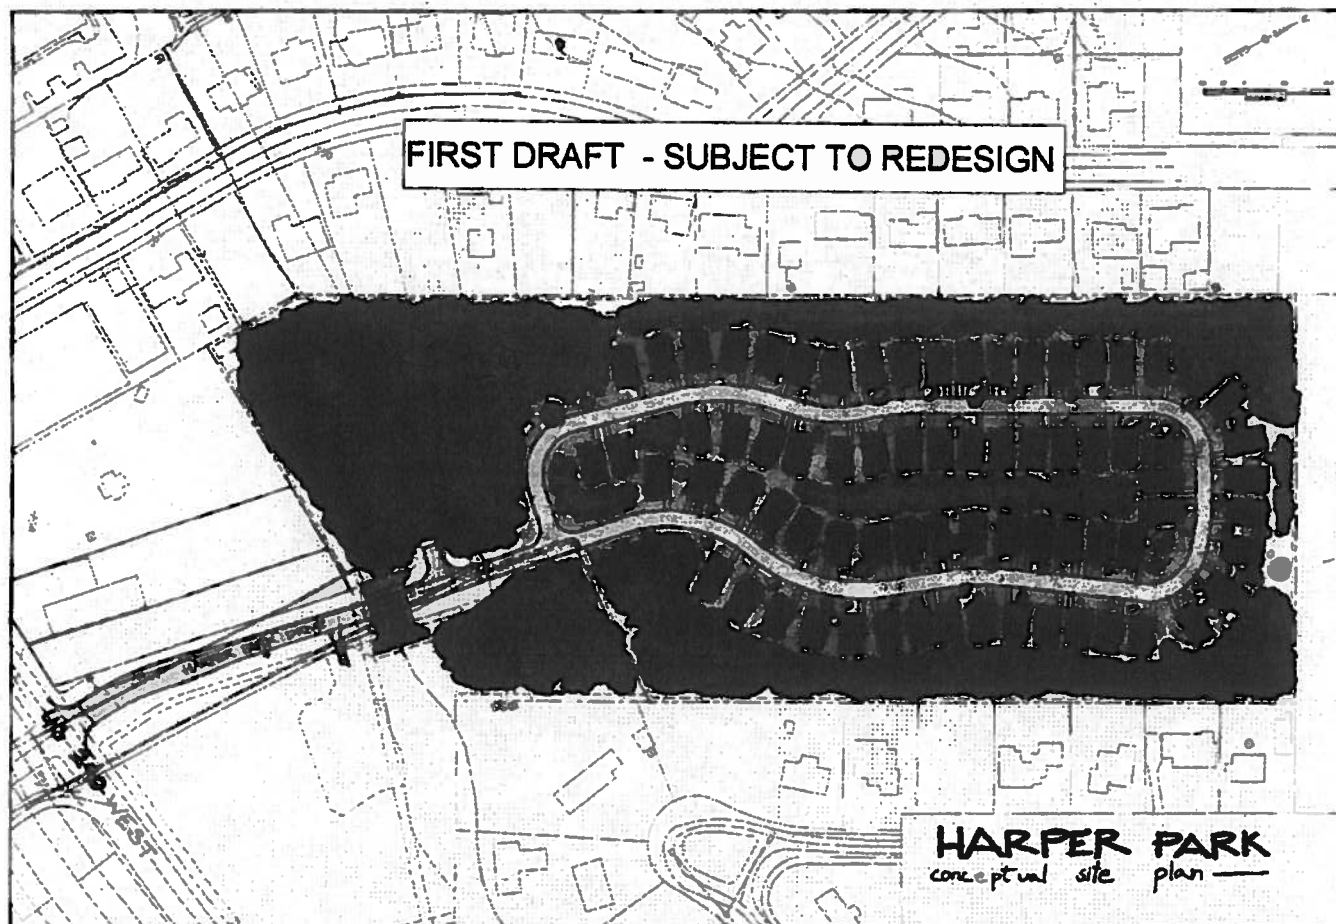 FIRST DRAFT - SUBJECT TO REDESIGN
WEST
HARPER PARK
conceptual site plan